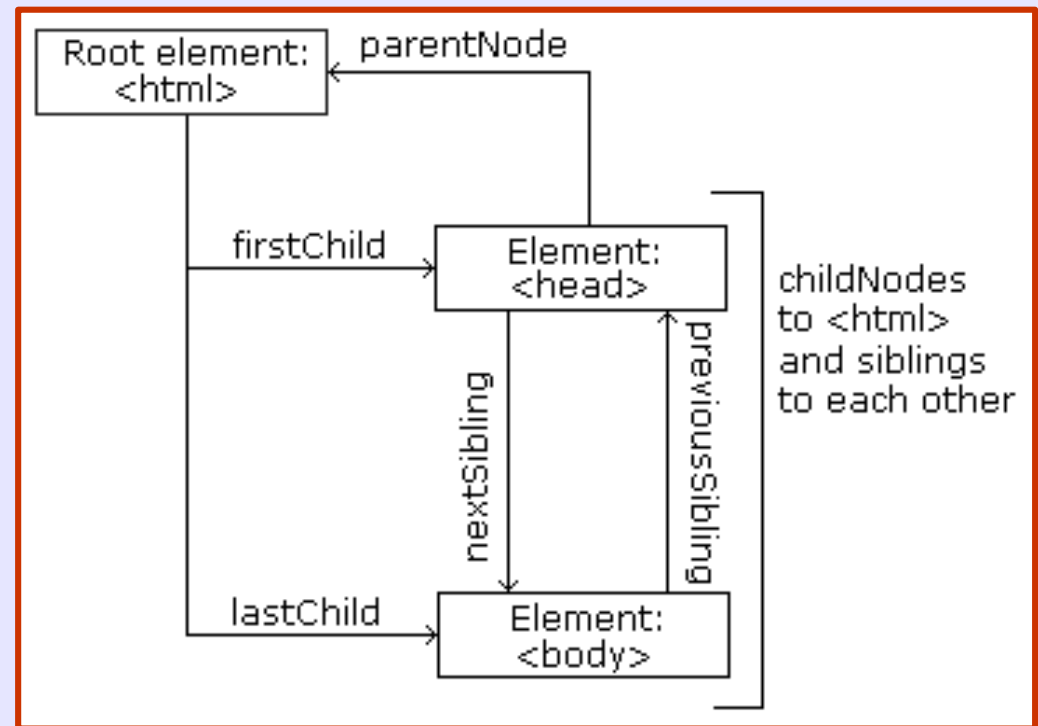 Root element:
<html>
parentNode
firstChild
Element:
<head>
childNodes
to <html>
and siblings
to each other
nextSibling
previousSibling
lastChild
Element:
<body>